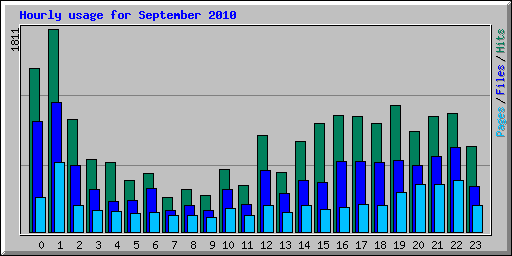 Hourly usage for September 2010
1811
Pages/Files/Hits
0 1 2 3 4 5 6 7 8 9 10 11 12 13 14 15 16 17 18 19 20 21 22 23